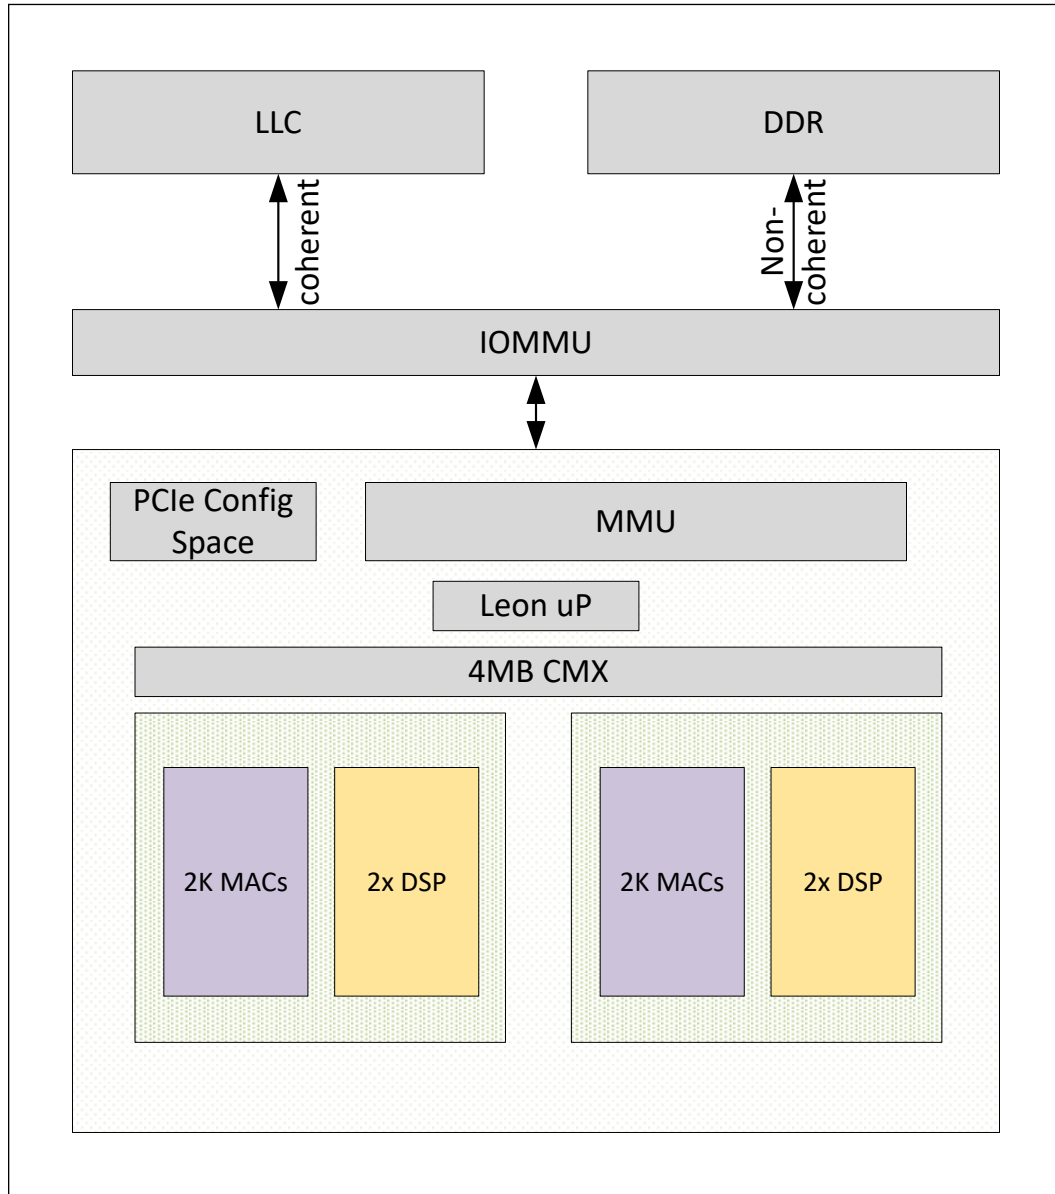 LLC
DDR
coherent
Non-
coherent
IOMMU
PCIe Config
Space
MMU
Leon uP
4MB CMX
2K MACs
2x DSP
2K MACs
2x DSP